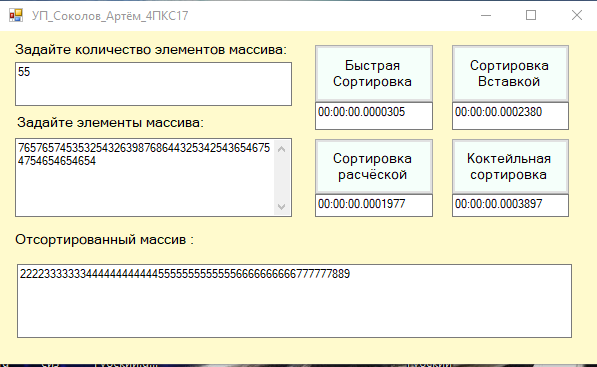 УП_Соколов_Артём_4ПКС17
Задайте количество элементов массива:
55
Задайте элементы массива:
7657657453532543263987686443253425436546754754654654654
Быстрая
Сортировка
00:00:00.0000305
Сортировка
Вставкой
00:00:00.0002380
Сортировка
расчёской
00:00:00.0001977
Коктейльная
сортировка
00:00:00.0003897
Отсортированный массив :
22223333333444444444444455555555555556666666666777777889